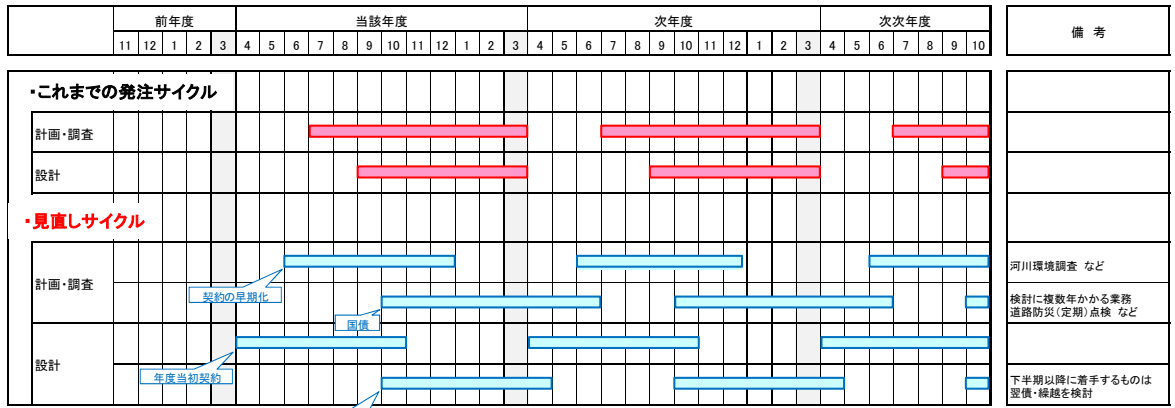 前年度 当該年度 次年度 次次年度 備 考
11 12 1 2 3 4 5 6 7 8 9 10 11 12 1 2 3 4 5 6 7 8 9 10 11 12 1 2 3 4 5 6 7 8 9 10
・これまでの発注サイクル
計画・調査
設計
・見直しサイクル
計画・調査
契約の早期化
河川環境調査 など
国債
検討に複数年かかる業務
道路防災(定期)点検 など
設計
年度当初契約
下半期以降に着手するものは
翌債・繰越を検討